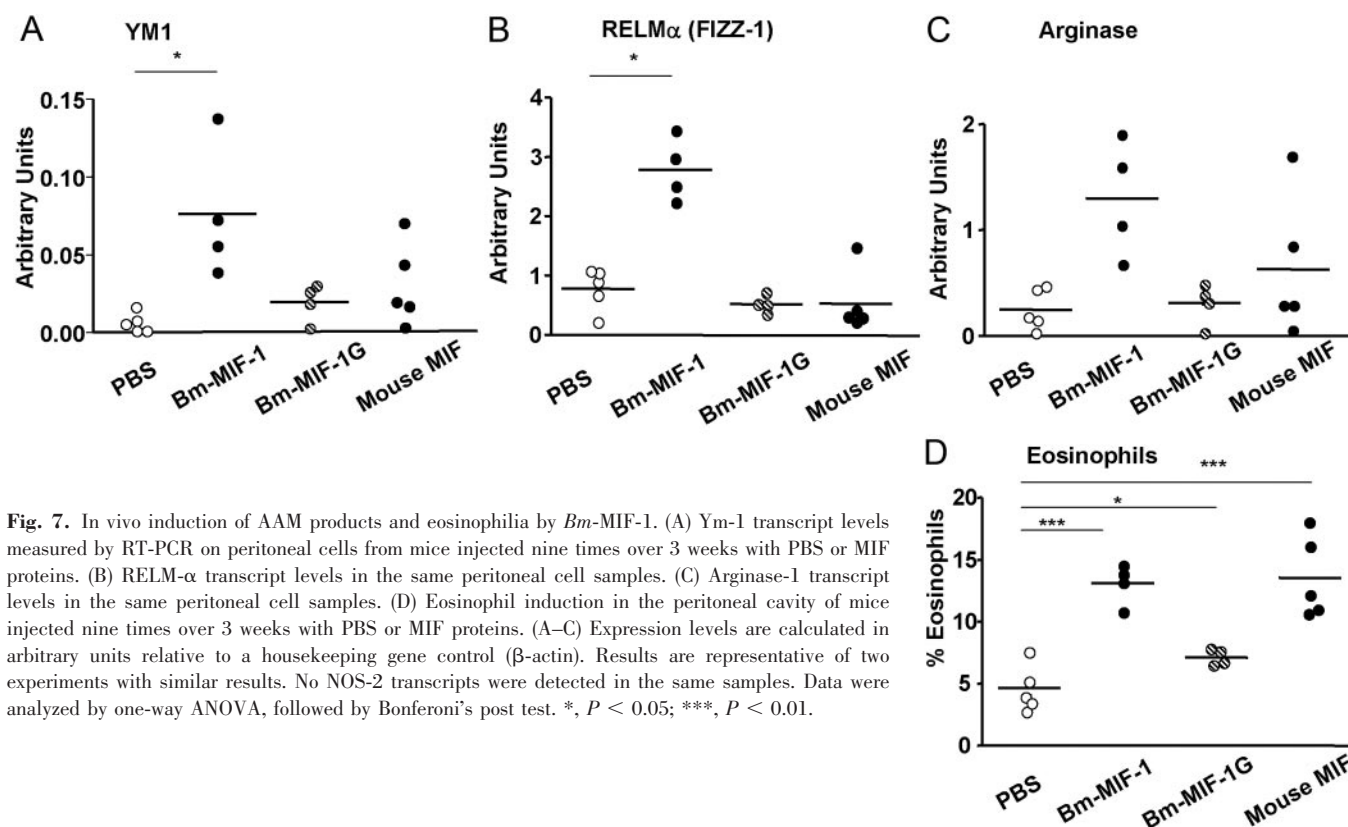 A
YM1
*
0.15
0.10
0.05
0.00
Arbitrary Units
PBS
Bm-MIF-1
Bm-MIF-1G
Mouse MIF
B
RELMα (FIZZ-1)
*
4
3
2
1
0
Arbitrary Units
PBS
Bm-MIF-1
Bm-MIF-1G
Mouse MIF
C
Arginase
2
1
0
Arbitrary Units
PBS
Bm-MIF-1
Bm-MIF-1G
Mouse MIF
D
Eosinophils
***
*
***
20
15
10
5
0
% Eosinophils
PBS
Bm-MIF-1
Bm-MIF-1G
Mouse MIF
Fig. 7. In vivo induction of AAM products and eosinophilia by Bm-MIF-1. (A) Ym-1 transcript levels
measured by RT-PCR on peritoneal cells from mice injected nine times over 3 weeks with PBS or MIF
proteins. (B) RELM-α transcript levels in the same peritoneal cell samples. (C) Arginase-1 transcript
levels in the same peritoneal cell samples. (D) Eosinophil induction in the peritoneal cavity of mice
injected nine times over 3 weeks with PBS or MIF proteins. (A–C) Expression levels are calculated in
arbitrary units relative to a housekeeping gene control (β-actin). Results are representative of two
experiments with similar results. No NOS-2 transcripts were detected in the same samples. Data were
analyzed by one-way ANOVA, followed by Bonferoni's post test. *, P < 0.05; ***, P < 0.01.